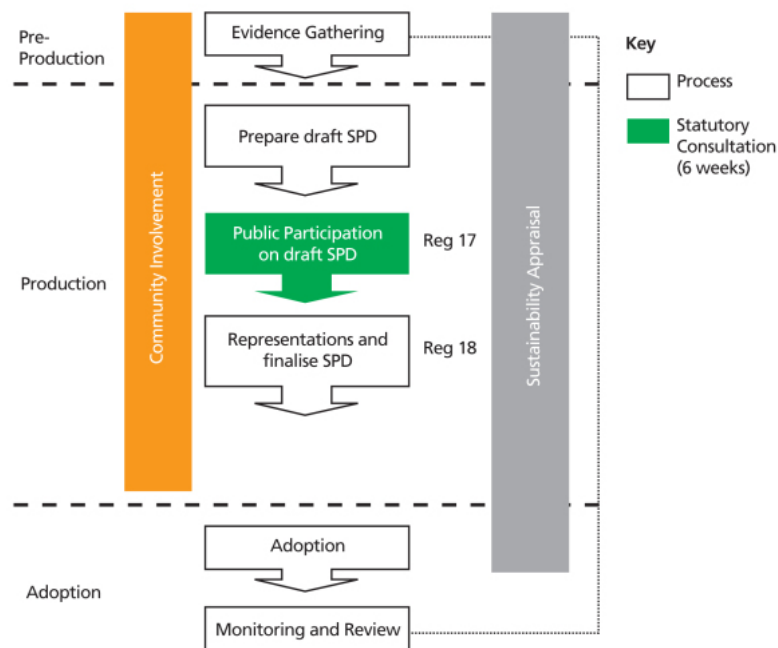 Pre-
Production
Evidence Gathering
Key
Process
Statutory
Consultation
(6 weeks)
Prepare draft SPD
Public Participation
on draft SPD
Reg 17
Production
Community Involvement
Sustainability Appraisal
Representations and
finalise SPD
Reg 18
Adoption
Adoption
Monitoring and Review